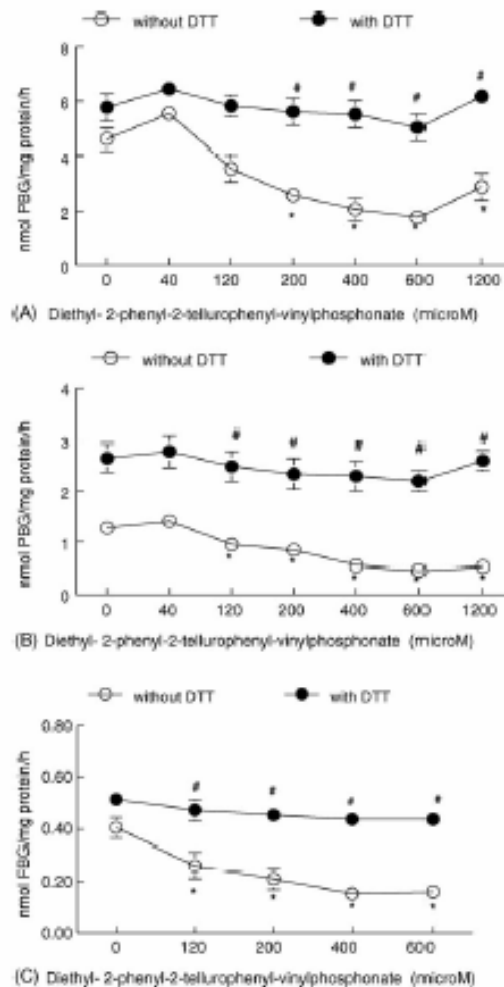 without DTT with DTT
8
6
4
2
0
nmol PBG/mg protein/h
# # # #
* * * *
0 40 120 200 400 600 1200
(A) Diethyl- 2-phenyl-2-tellurophenyl-vinylphosphonate (microM)
without DTT with DTT
4
3
2
1
0
nmol PBG/mg protein/h
# # # # #
* * * * *
0 40 120 200 400 600 1200
(B) Diethyl- 2-phenyl-2-tellurophenyl-vinylphosphonate (microM)
without DTT with DTT
0.80
0.60
0.40
0.20
0.00
nmol PBG/mg protein/h
# # # #
* * * *
0 120 200 400 600
(C) Diethyl- 2-phenyl-2-tellurophenyl-vinylphosphonate (microM)